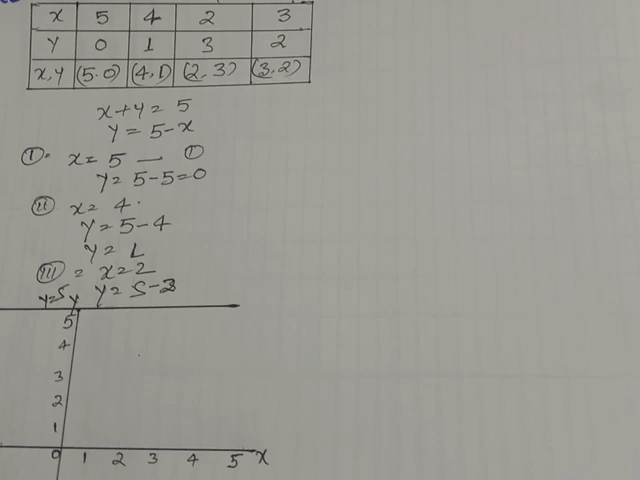 X 5 4 2 3
Y 0 1 3 2
X,Y (5.0) (4,1) (2,3) (3,2)
x+y= 5
y= 5-x
I = x= 5 — I
y= 5-5=0
II x= 4.
y= 5-4
y= 1
III = x=2
y=5 y y= 5-
5
4
3
2
1
0 1 2 3 4 5 X